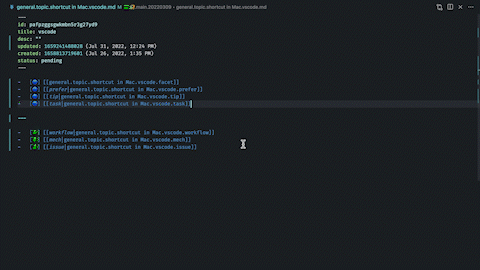 general.topic.shortcut in Mac.vscode.md M main.20220309 - general.topic.shortcut in Mac.vscode.md
---
id: pafpzggsgwkmbn5r3g27yd9
title: vscode
desc: ""
updated: 1659241480028 (Jul 31, 2022, 12:24 PM)
created: 1658813719601 (Jul 26, 2022, 1:35 PM)
status: pending
---
- [[general.topic.shortcut in Mac.vscode.facet]]
- [[prefer|general.topic.shortcut in Mac.vscode.prefer]]
- [[tip|general.topic.shortcut in Mac.vscode.tip]]
- [[task|general.topic.shortcut in Mac.vscode.task]]
---
- [[workflow|general.topic.shortcut in Mac.vscode.workflow]]
- [[mech|general.topic.shortcut in Mac.vscode.mech]]
- [[issue|general.topic.shortcut in Mac.vscode.issue]]